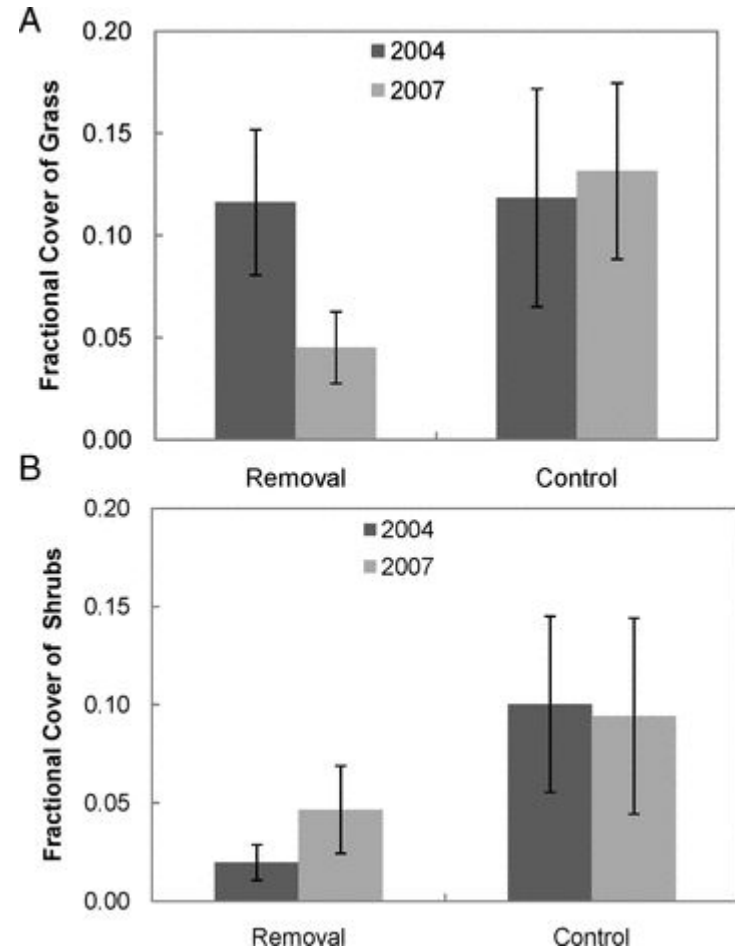 A
Fractional Cover of Grass
0.20
0.15
0.10
0.05
0.00
2004
2007
Removal Control
B
Fractional Cover of Shrubs
0.20
0.15
0.10
0.05
0.00
2004
2007
Removal Control